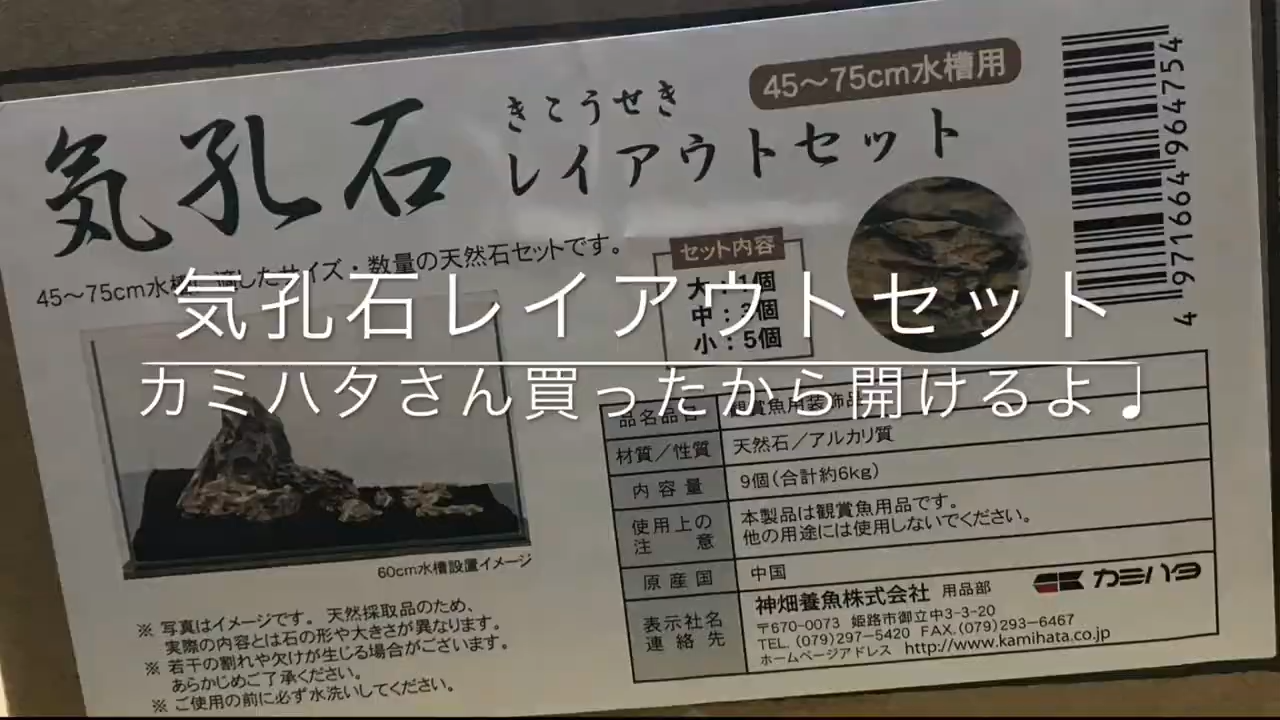 45～75cm水槽用
きこうせき
気孔石 レイアウトセット
45～75cm水槽に適したサイズ・数量の天然石セットです。
セット内容
大：1個
中：3個
小：5個
4971664964754
気孔石レイアウトセット
カミハタさん買ったから開けるよ♩
60cm水槽設置イメージ
※ 写真はイメージです。天然採取品のため、
実際の内容とは石の形や大きさが異なります。
※ 若干の割れや欠けが生じる場合がございます。
あらかじめご了承ください。
※ ご使用の前に必ず水洗いしてください。
品名品目 観賞魚用装飾品
材質／性質 天然石／アルカリ質
内容量 9個（合計約6kg）
使用上の注意 本製品は観賞魚用品です。
他の用途には使用しないでください。
原産国 中国
表示社名連絡先 神畑養魚株式会社 用品部 カミハタ
〒670-0073 姫路市御立中3-3-20
TEL.（079）297-5420 FAX.（079）293-6467
ホームページアドレス http://www.kamihata.co.jp